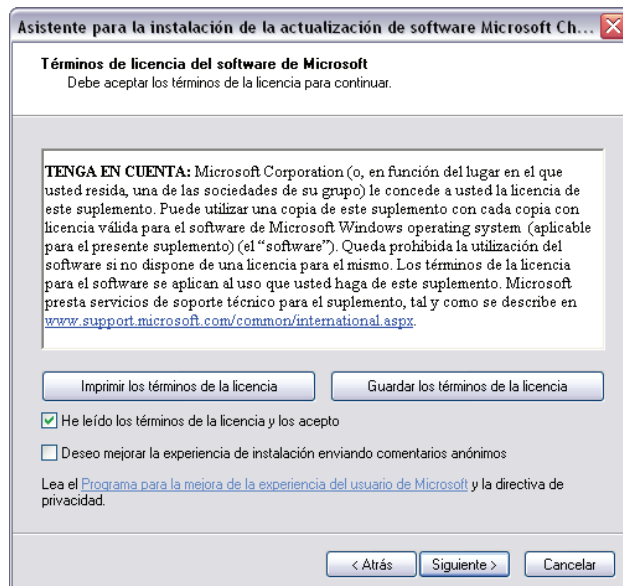 Asistente para la instalación de la actualización de software Microsoft Ch...
Términos de licencia del software de Microsoft
Debe aceptar los términos de la licencia para continuar.
TENGA EN CUENTA: Microsoft Corporation (o, en función del lugar en el que
usted resida, una de las sociedades de su grupo) le concede a usted la licencia de
este suplemento. Puede utilizar una copia de este suplemento con cada copia con
licencia válida para el software de Microsoft Windows operating system (aplicable
para el presente suplemento) (el “software”). Queda prohibida la utilización del
software si no dispone de una licencia para el mismo. Los términos de la licencia
para el software se aplican al uso que usted haga de este suplemento. Microsoft
presta servicios de soporte técnico para el suplemento, tal y como se describe en
www.support.microsoft.com/common/international.aspx.
Imprimir los términos de la licencia Guardar los términos de la licencia
He leído los términos de la licencia y los acepto
Deseo mejorar la experiencia de instalación enviando comentarios anónimos
Lea el Programa para la mejora de la experiencia del usuario de Microsoft y la directiva de
privacidad.
< Atrás Siguiente > Cancelar